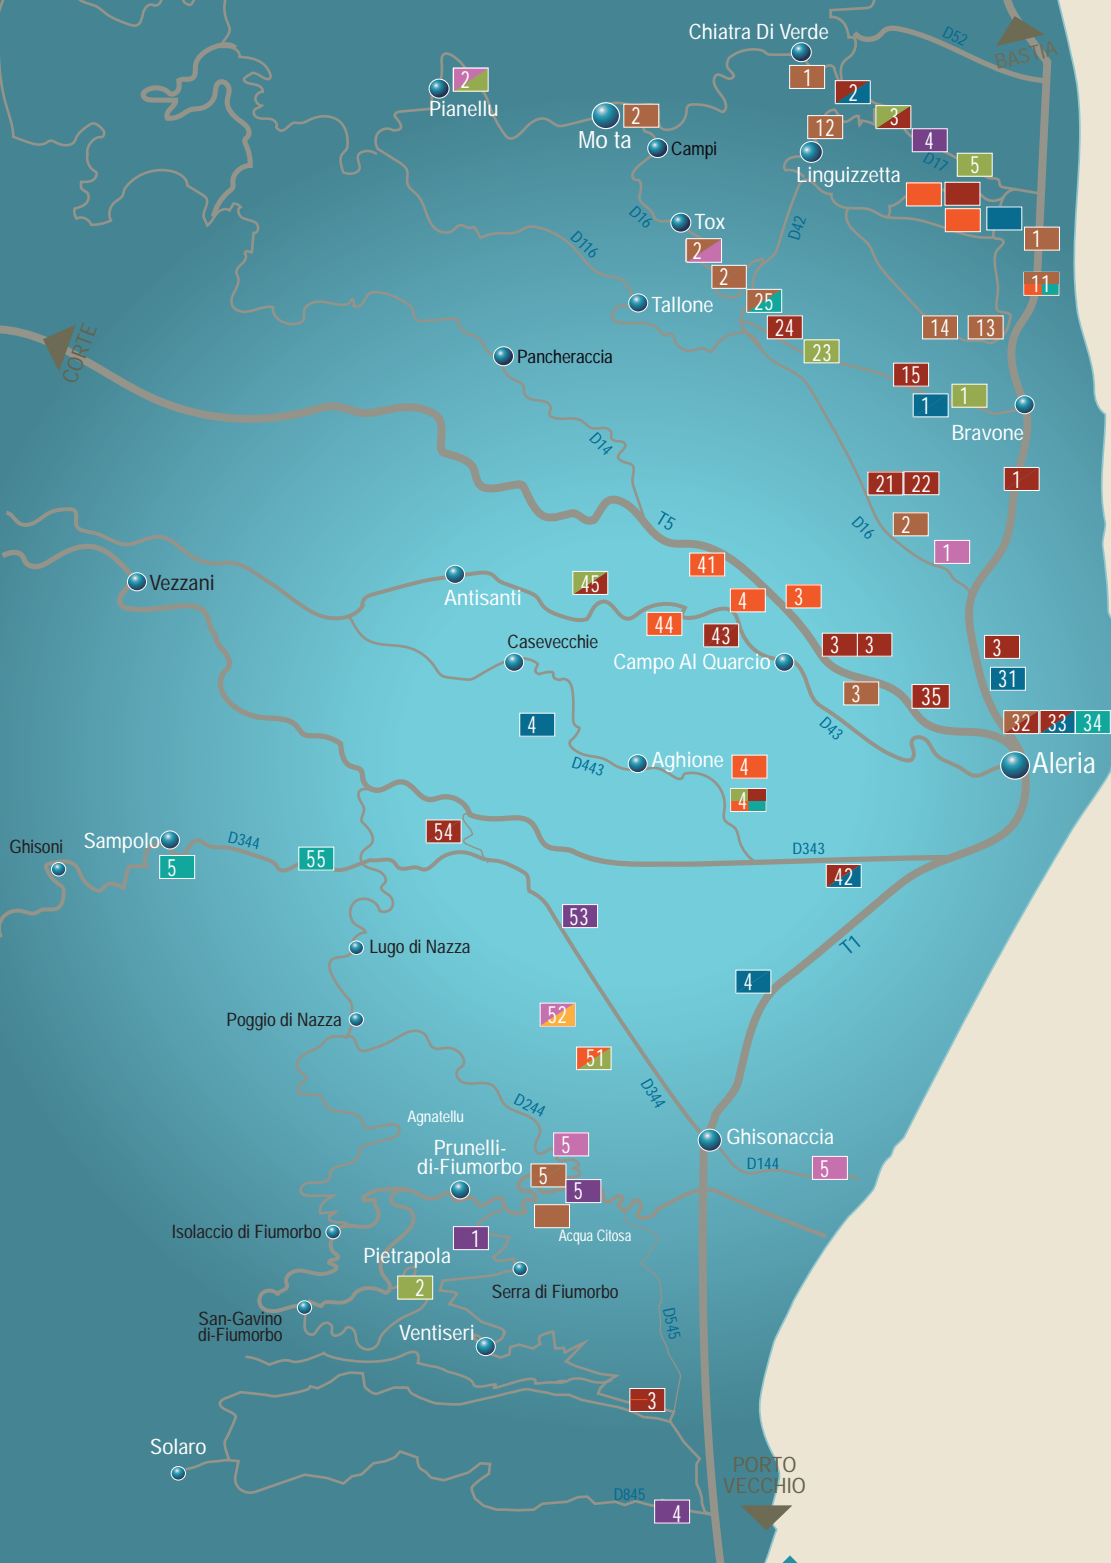 Chiatra Di Verde
D52
BASTIA
1
2
2
Pianellu
2
Mo ta
12
3
4
Campi
Linguizzetta
D17
5
D16
Tox
D42
1
D116
2
2
11
Tallone
25
24
14
13
23
CORTE
Pancheraccia
15
1
1
Bravone
D14
21
22
1
T5
D16
2
1
41
Vezzani
Antisanti
45
4
3
44
43
Casevecchie
Campo Al Quarcio
3
3
3
31
3
35
4
D43
32
33
34
D443
Aghione
4
Aleria
4
54
Ghisoni
Sampolo
D344
5
55
D343
42
53
Lugo di Nazza
T1
4
Poggio di Nazza
52
51
D344
D244
Agnatellu
Prunelli-
di-Fiumorbo
5
Ghisonaccia
D144
5
5
5
Isolaccio di Fiumorbo
1
Acqua Citosa
Pietrapola
2
Serra di Fiumorbo
San-Gavino
di-Fiumorbo
Ventiseri
D545
3
Solaro
PORTO
VECCHIO
D845
4